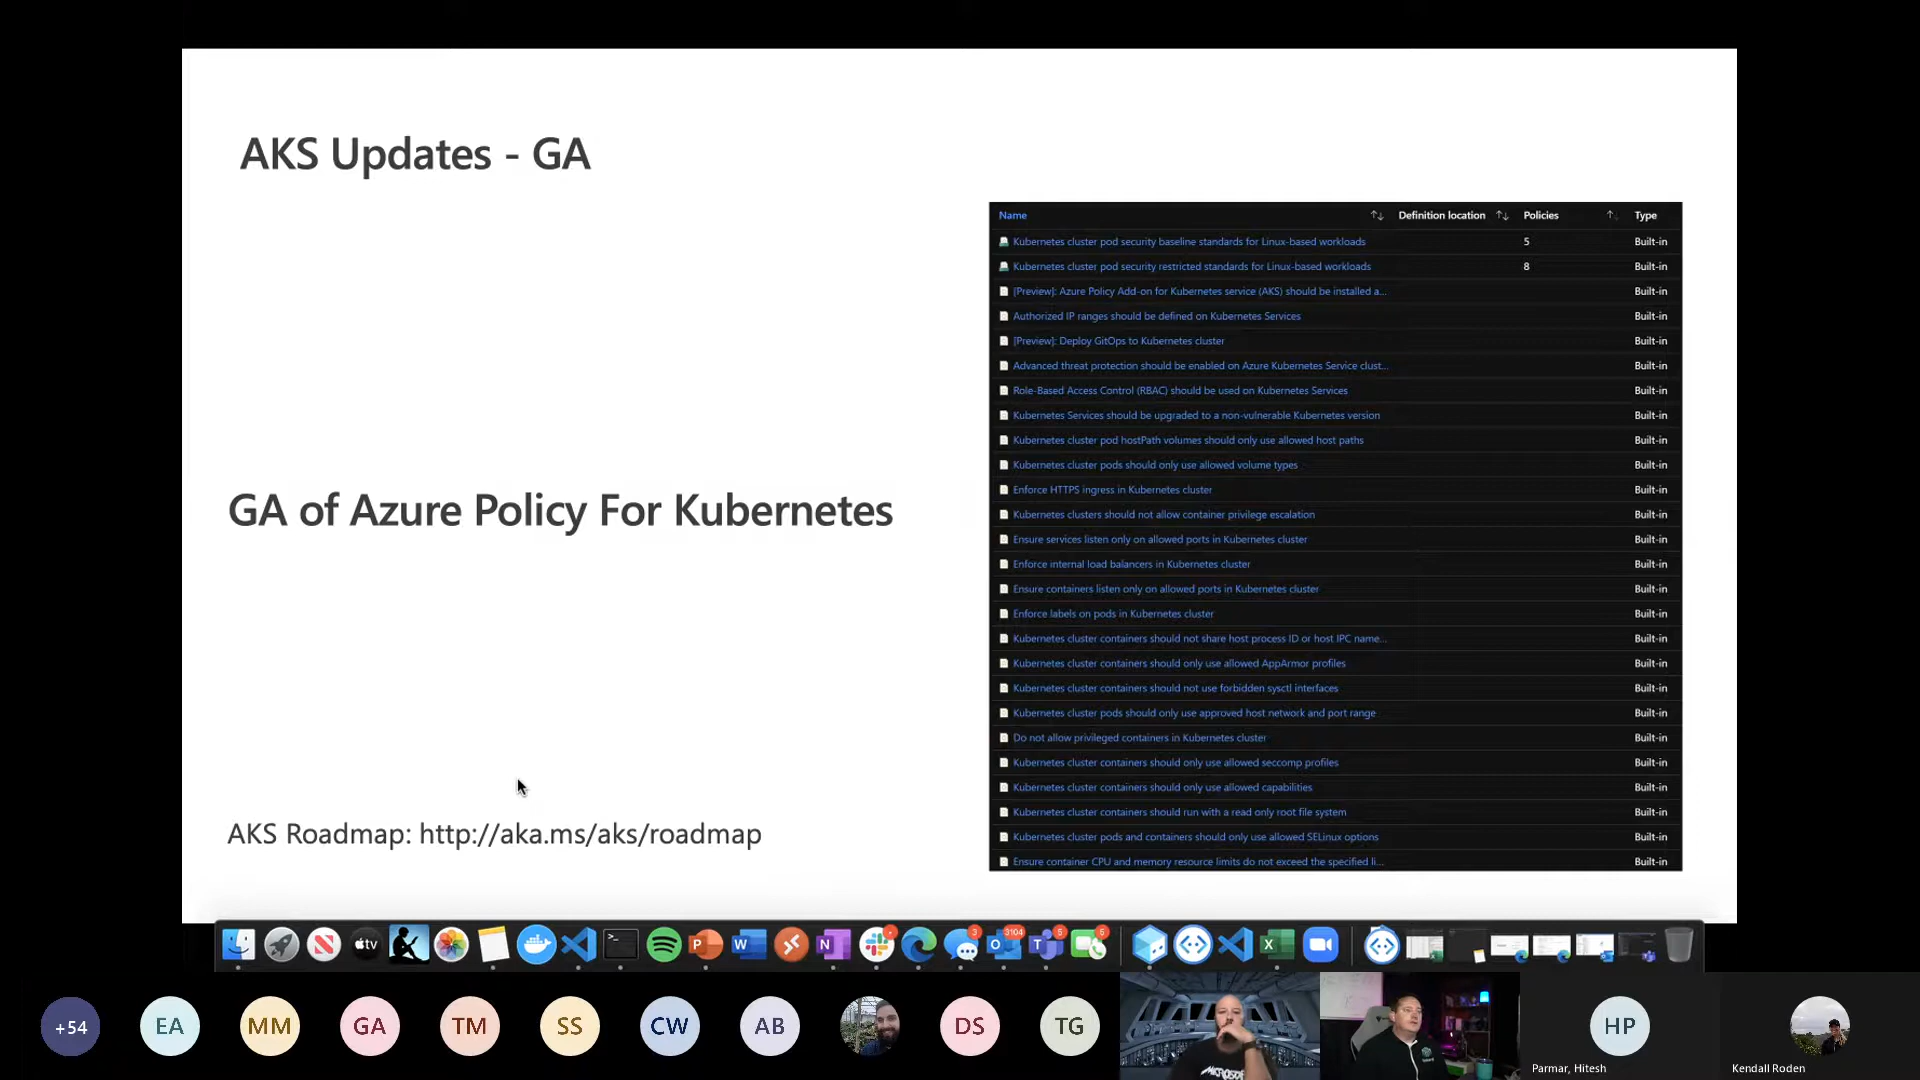 AKS Updates - GA
GA of Azure Policy For Kubernetes
AKS Roadmap: http://aka.ms/aks/roadmap
Name Definition location Policies Type
Kubernetes cluster pod security baseline standards for Linux-based workloads 5 Built-in
Kubernetes cluster pod security restricted standards for Linux-based workloads 8 Built-in
[Preview]: Azure Policy Add-on for Kubernetes service (AKS) should be installed a... Built-in
Authorized IP ranges should be defined on Kubernetes Services Built-in
[Preview]: Deploy GitOps to Kubernetes cluster Built-in
Advanced threat protection should be enabled on Azure Kubernetes Service clust... Built-in
Role-Based Access Control (RBAC) should be used on Kubernetes Services Built-in
Kubernetes Services should be upgraded to a non-vulnerable Kubernetes version Built-in
Kubernetes cluster pod hostPath volumes should only use allowed host paths Built-in
Kubernetes cluster pods should only use allowed volume types Built-in
Enforce HTTPS ingress in Kubernetes cluster Built-in
Kubernetes clusters should not allow container privilege escalation Built-in
Ensure services listen only on allowed ports in Kubernetes cluster Built-in
Enforce internal load balancers in Kubernetes cluster Built-in
Ensure containers listen only on allowed ports in Kubernetes cluster Built-in
Enforce labels on pods in Kubernetes cluster Built-in
Kubernetes cluster containers should not share host process ID or host IPC name... Built-in
Kubernetes cluster containers should only use allowed AppArmor profiles Built-in
Kubernetes cluster containers should not use forbidden sysctl interfaces Built-in
Kubernetes cluster pods should only use approved host network and port range Built-in
Do not allow privileged containers in Kubernetes cluster Built-in
Kubernetes cluster containers should only use allowed seccomp profiles Built-in
Kubernetes cluster containers should only use allowed capabilities Built-in
Kubernetes cluster containers should run with a read only root file system Built-in
Kubernetes cluster pods and containers should only use allowed SELinux options Built-in
Ensure container CPU and memory resource limits do not exceed the specified li... Built-in
tv P W N 3 O 3104 T 5 5 X
+54 EA MM GA TM SS CW AB DS TG HP
Parmar, Hitesh Kendall Roden